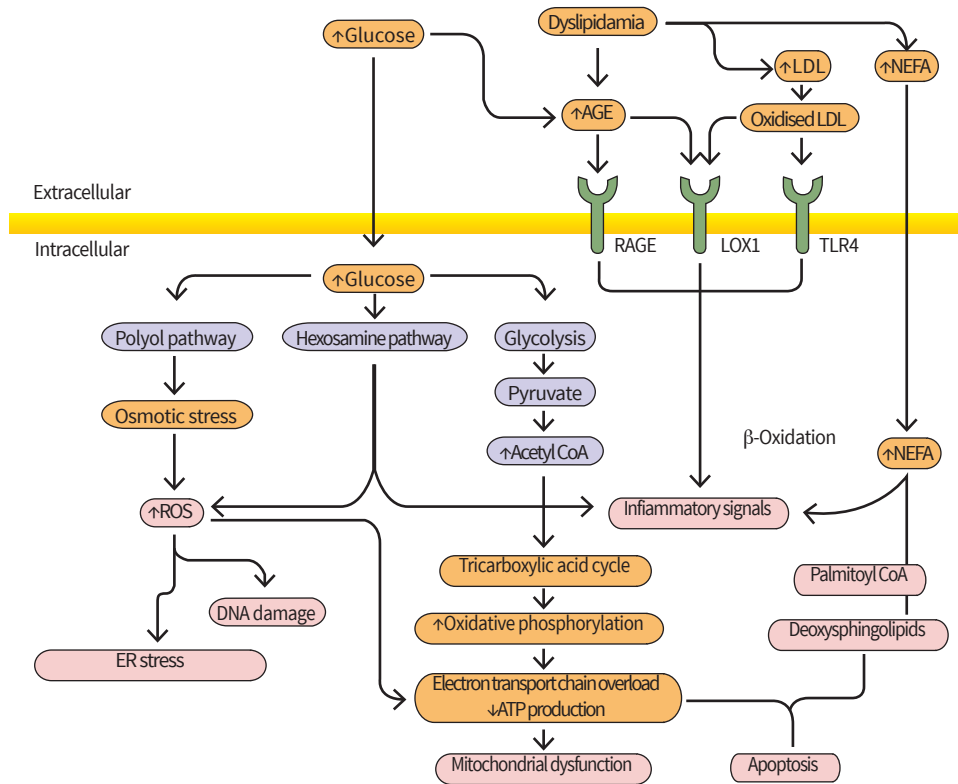 Dyslipidamia
↑Glucose
↑LDL
↑NEFA
↑AGE
Oxidised LDL
Extracellular
Intracellular
RAGE
LOX1
TLR4
↑Glucose
Polyol pathway
Hexosamine pathway
Glycolysis
Pyruvate
Osmotic stress
β-Oxidation
↑Acetyl CoA
↑NEFA
↑ROS
Infiammatory signals
Tricarboxylic acid cycle
Palmitoyl CoA
DNA damage
↑Oxidative phosphorylation
Deoxysphingolipids
ER stress
Electron transport chain overload
↓ATP production
Mitochondrial dysfunction
Apoptosis